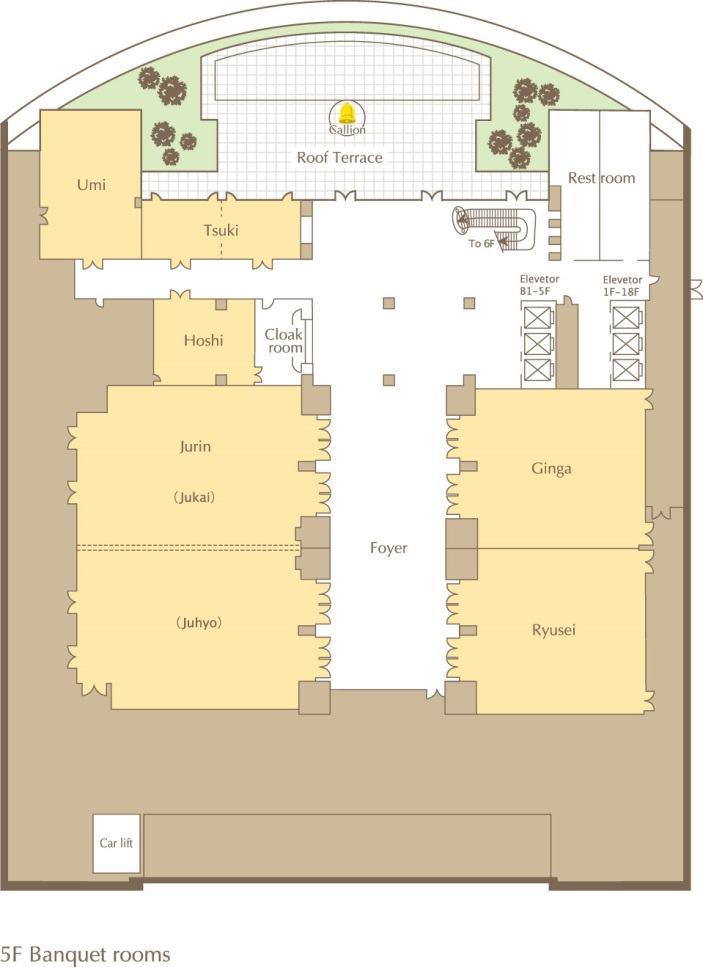 Callion
Roof Terrace
Umi
Rest room
Tsuki
To 6F
Elevetor
B1-5F
Elevetor
1F-18F
Hoshi
Cloak
room
Jurin
(Jukai)
Ginga
Foyer
(Juhyo)
Ryusei
Car lift
5F Banquet rooms